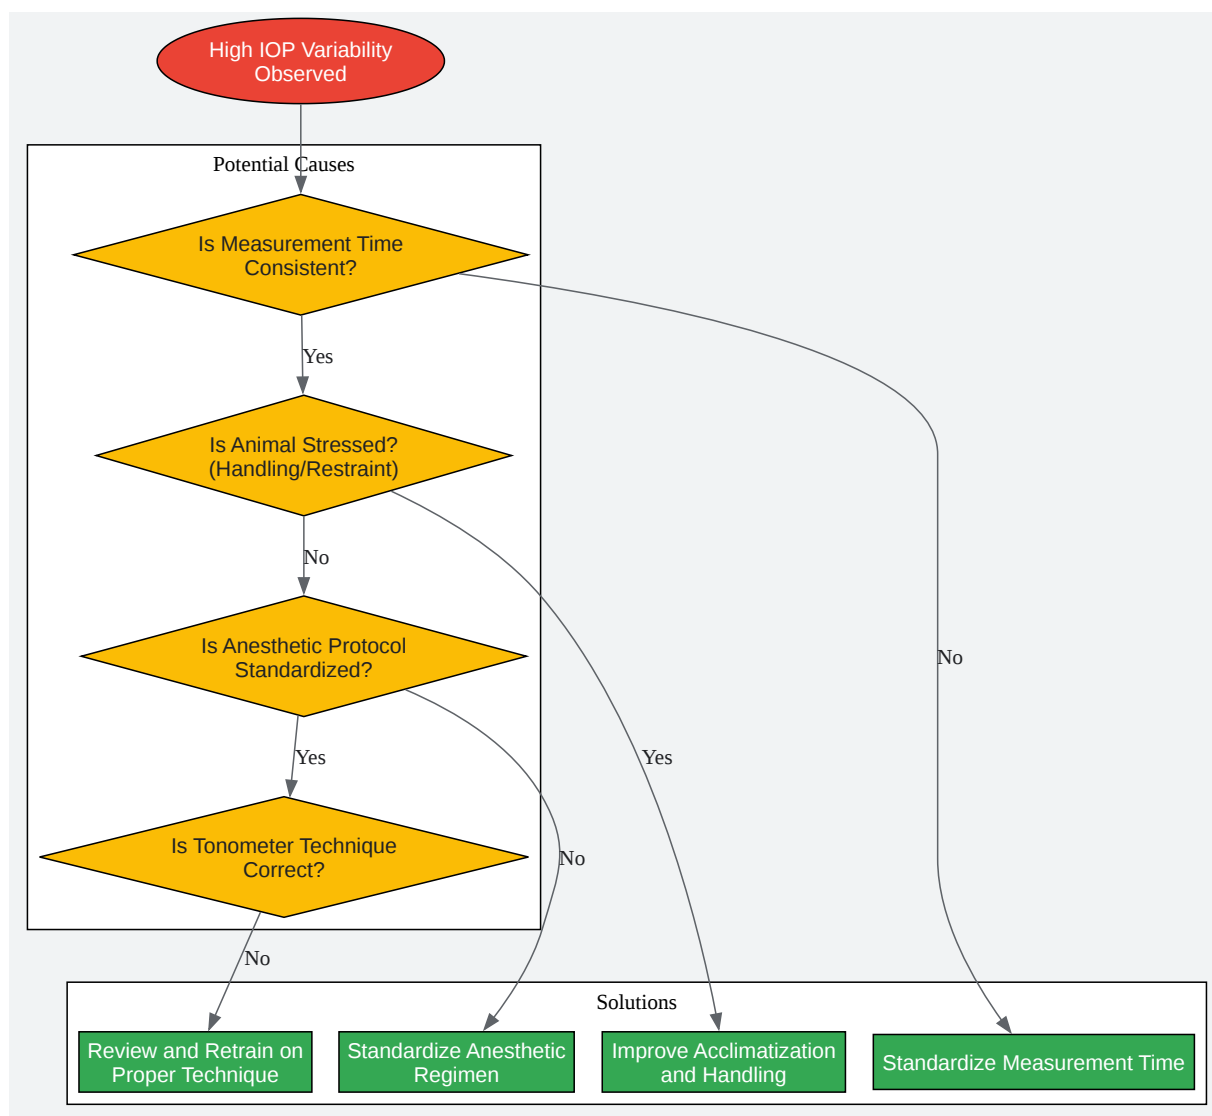 High IOP Variability
Observed
Potential Causes
Is Measurement Time
Consistent?
Yes
Is Animal Stressed?
(Handling/Restraint)
No
Is Anesthetic Protocol
Standardized?
No
Yes
Yes
Is Tonometer Technique
Correct?
No
No
Solutions
Review and Retrain on
Proper Technique
Standardize Anesthetic
Regimen
Improve Acclimatization
and Handling
Standardize Measurement Time